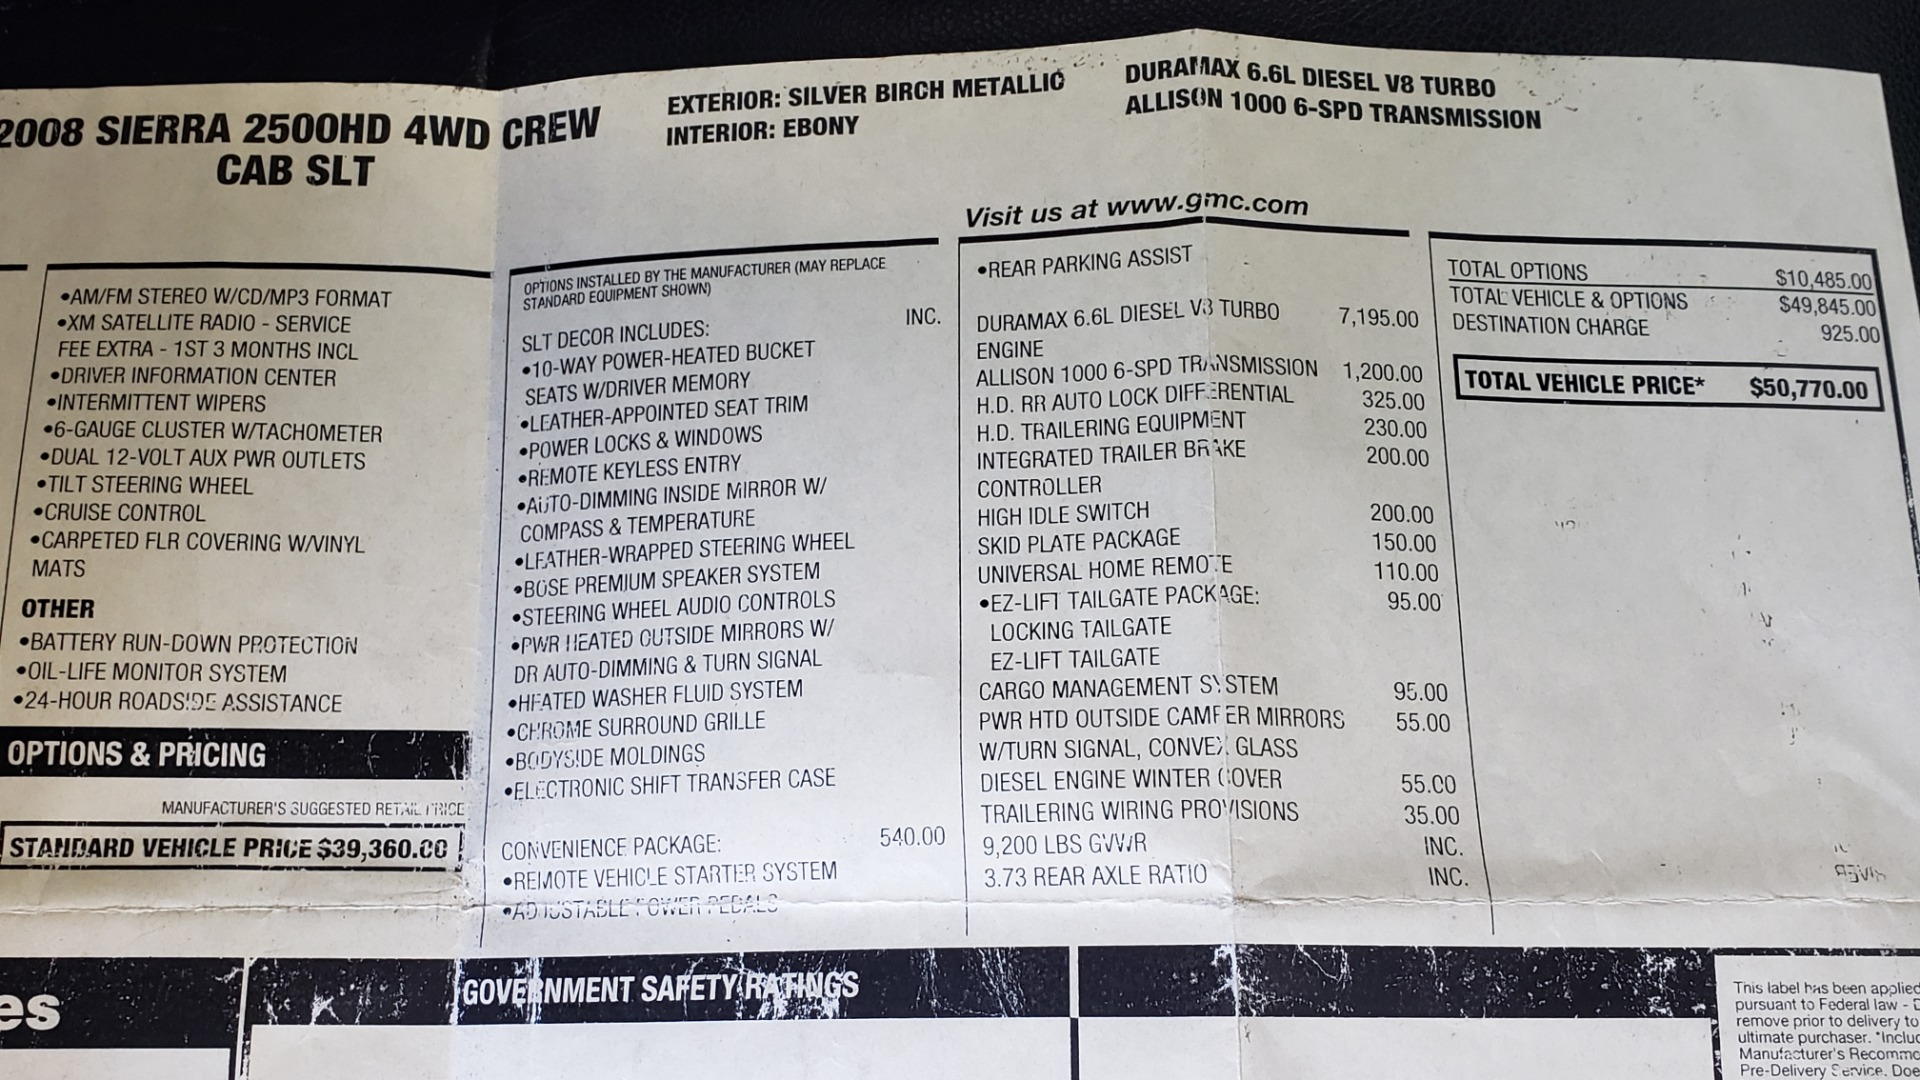 2008 SIERRA 2500HD 4WD CREW
CAB SLT
EXTERIOR: SILVER BIRCH METALLIC
INTERIOR: EBONY
DURAMAX 6.6L DIESEL V8 TURBO
ALLISON 1000 6-SPD TRANSMISSION
Visit us at www.gmc.com
•AM/FM STEREO W/CD/MP3 FORMAT
•XM SATELLITE RADIO - SERVICE
FEE EXTRA - 1ST 3 MONTHS INCL
•DRIVER INFORMATION CENTER
•INTERMITTENT WIPERS
•6-GAUGE CLUSTER W/TACHOMETER
•DUAL 12-VOLT AUX PWR OUTLETS
•TILT STEERING WHEEL
•CRUISE CONTROL
•CARPETED FLR COVERING W/VINYL
MATS
OTHER
•BATTERY RUN-DOWN PROTECTION
•OIL-LIFE MONITOR SYSTEM
•24-HOUR ROADSIDE ASSISTANCE
OPTIONS & PRICING
MANUFACTURER'S SUGGESTED RETAIL PRICE
STANDARD VEHICLE PRICE $39,360.00
OPTIONS INSTALLED BY THE MANUFACTURER (MAY REPLACE
STANDARD EQUIPMENT SHOWN)
SLT DECOR INCLUDES: INC.
•10-WAY POWER-HEATED BUCKET
SEATS W/DRIVER MEMORY
•LEATHER-APPOINTED SEAT TRIM
•POWER LOCKS & WINDOWS
•REMOTE KEYLESS ENTRY
•AUTO-DIMMING INSIDE MIRROR W/
COMPASS & TEMPERATURE
•LEATHER-WRAPPED STEERING WHEEL
•BOSE PREMIUM SPEAKER SYSTEM
•STEERING WHEEL AUDIO CONTROLS
•PWR HEATED OUTSIDE MIRRORS W/
DR AUTO-DIMMING & TURN SIGNAL
•HEATED WASHER FLUID SYSTEM
•CHROME SURROUND GRILLE
•BODYSIDE MOLDINGS
•ELECTRONIC SHIFT TRANSFER CASE
CONVENIENCE PACKAGE: 540.00
•REMOTE VEHICLE STARTER SYSTEM
•ADJUSTABLE POWER PEDALS
•REAR PARKING ASSIST
DURAMAX 6.6L DIESEL V8 TURBO 7,195.00
ENGINE
ALLISON 1000 6-SPD TRANSMISSION 1,200.00
H.D. RR AUTO LOCK DIFFERENTIAL 325.00
H.D. TRAILERING EQUIPMENT 230.00
INTEGRATED TRAILER BRAKE 200.00
CONTROLLER
HIGH IDLE SWITCH 200.00
SKID PLATE PACKAGE 150.00
UNIVERSAL HOME REMOTE 110.00
•EZ-LIFT TAILGATE PACKAGE: 95.00
LOCKING TAILGATE
EZ-LIFT TAILGATE
CARGO MANAGEMENT SYSTEM 95.00
PWR HTD OUTSIDE CAMPER MIRRORS 55.00
W/TURN SIGNAL, CONVEX GLASS
DIESEL ENGINE WINTER COVER 55.00
TRAILERING WIRING PROVISIONS 35.00
9,200 LBS GVWR INC.
3.73 REAR AXLE RATIO INC.
TOTAL OPTIONS $10,485.00
TOTAL VEHICLE & OPTIONS $49,845.00
DESTINATION CHARGE 925.00
TOTAL VEHICLE PRICE* $50,770.00
es
GOVERNMENT SAFETY RATINGS
This label has been applied
pursuant to Federal law - D
remove prior to delivery to
ultimate purchaser. *Includ
Manufacturer's Recomme
Pre-Delivery Service. Doe